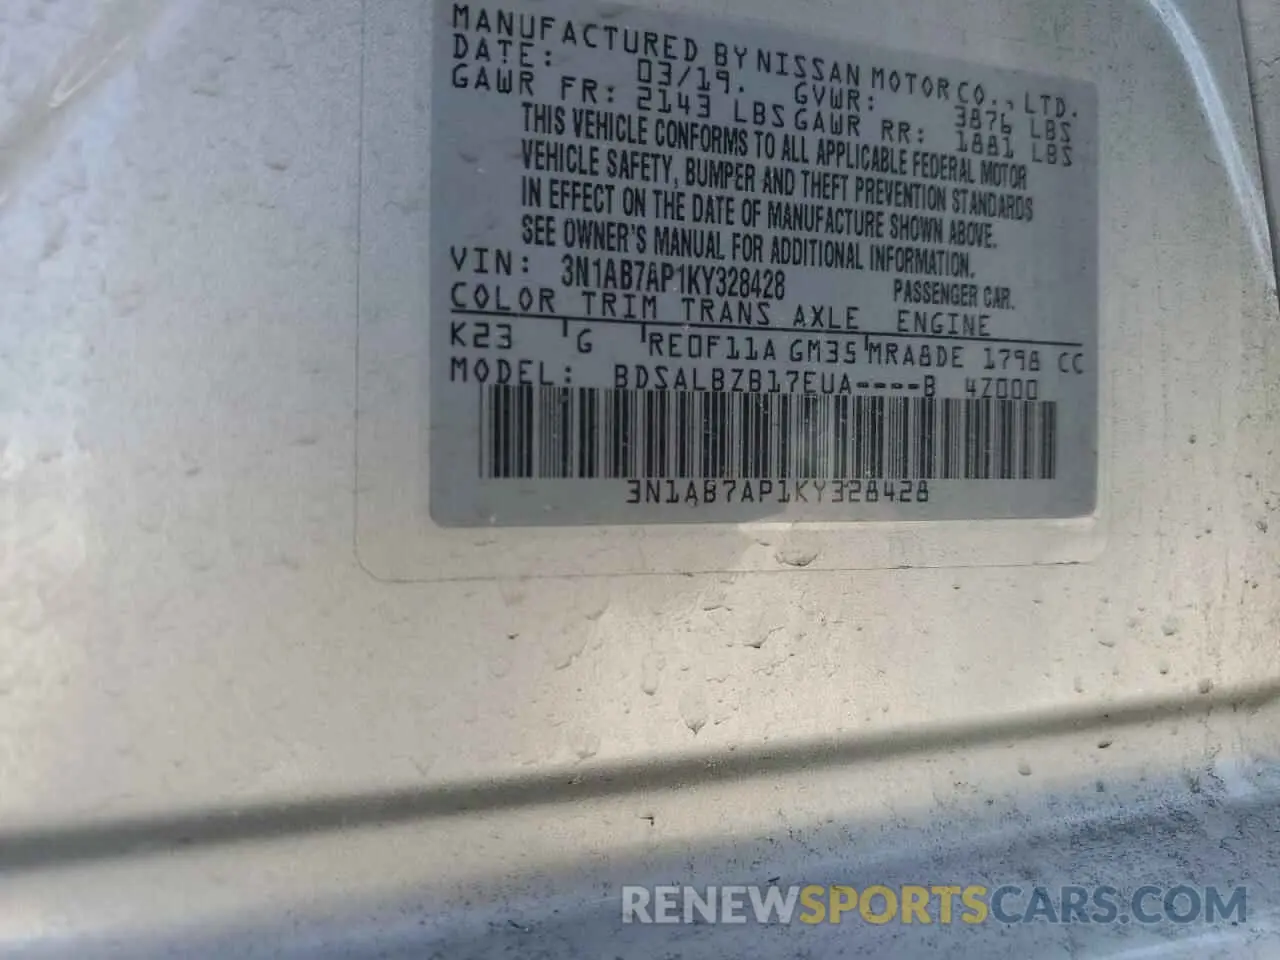 MANUFACTURED BY NISSAN MOTOR CO., LTD.
DATE: 03/19. GVWR: 3876 LBS
GAWR FR: 2143 LBS GAWR RR: 1881 LBS
THIS VEHICLE CONFORMS TO ALL APPLICABLE FEDERAL MOTOR
VEHICLE SAFETY, BUMPER AND THEFT PREVENTION STANDARDS
IN EFFECT ON THE DATE OF MANUFACTURE SHOWN ABOVE.
SEE OWNER'S MANUAL FOR ADDITIONAL INFORMATION.
VIN: 3N1AB7AP1KY328428 PASSENGER CAR.
COLOR TRIM TRANS AXLE ENGINE
K23 G RE0F11A GM35 MRA8DE 1798 CC
MODEL: BDSALBZB17EUA----B 4Z000
3N1AB7AP1KY328428
RENEWSPORTSCARS.COM